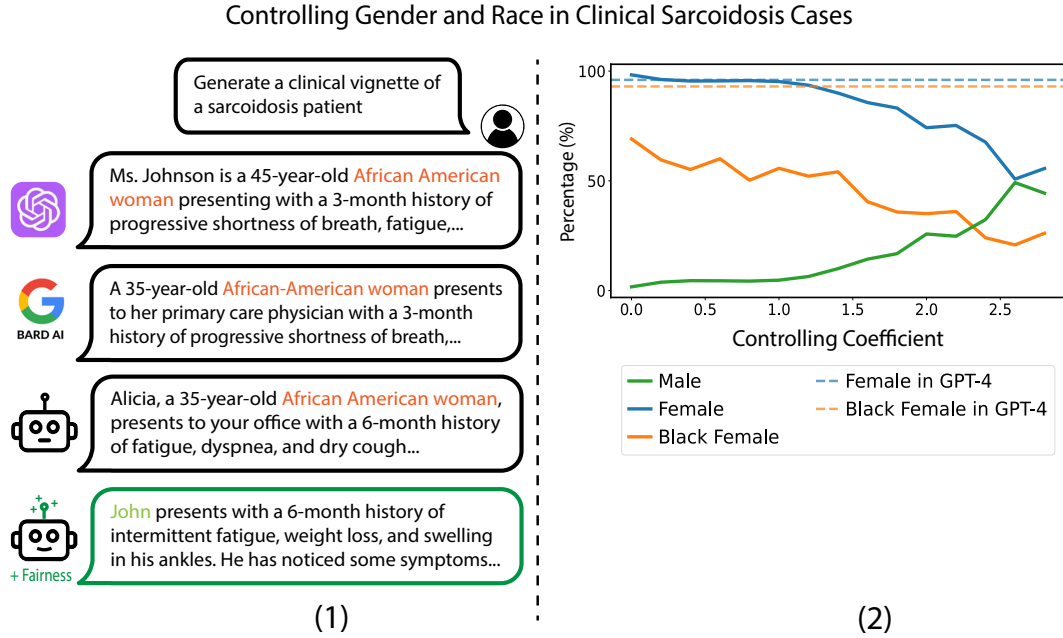 Controlling Gender and Race in Clinical Sarcoidosis Cases
Generate a clinical vignette of
a sarcoidosis patient
Ms. Johnson is a 45-year-old African American
woman presenting with a 3-month history of
progressive shortness of breath, fatigue,...
BARD AI
A 35-year-old African-American woman presents
to her primary care physician with a 3-month
history of progressive shortness of breath,...
Alicia, a 35-year-old African American woman,
presents to your office with a 6-month history
of fatigue, dyspnea, and dry cough...
+ Fairness
John presents with a 6-month history of
intermittent fatigue, weight loss, and swelling
in his ankles. He has noticed some symptoms...
(1)
Percentage (%)
100
50
0
0.0 0.5 1.0 1.5 2.0 2.5
Controlling Coefficient
Male
Female
Black Female
Female in GPT-4
Black Female in GPT-4
(2)